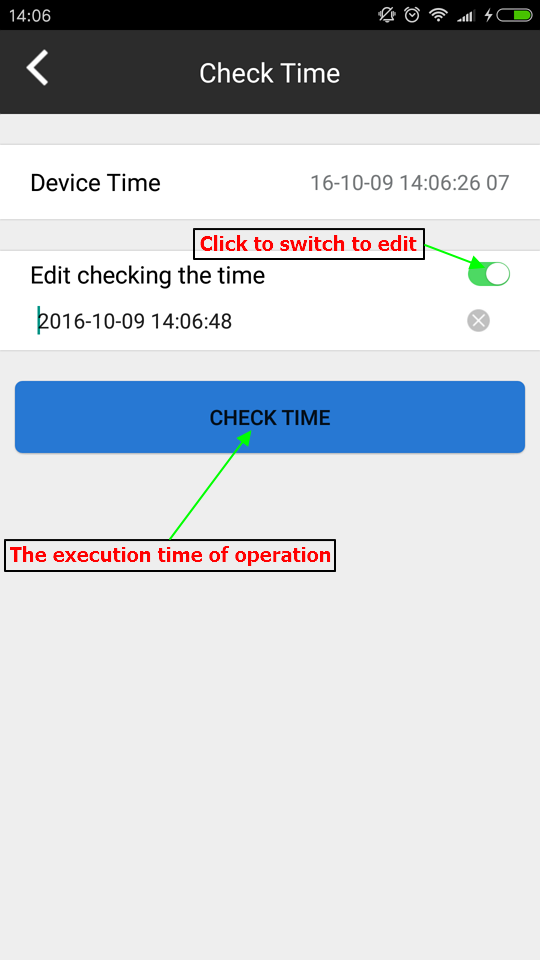 14:06
Check Time
Device Time 16-10-09 14:06:26 07
Click to switch to edit
Edit checking the time
2016-10-09 14:06:48
CHECK TIME
The execution time of operation